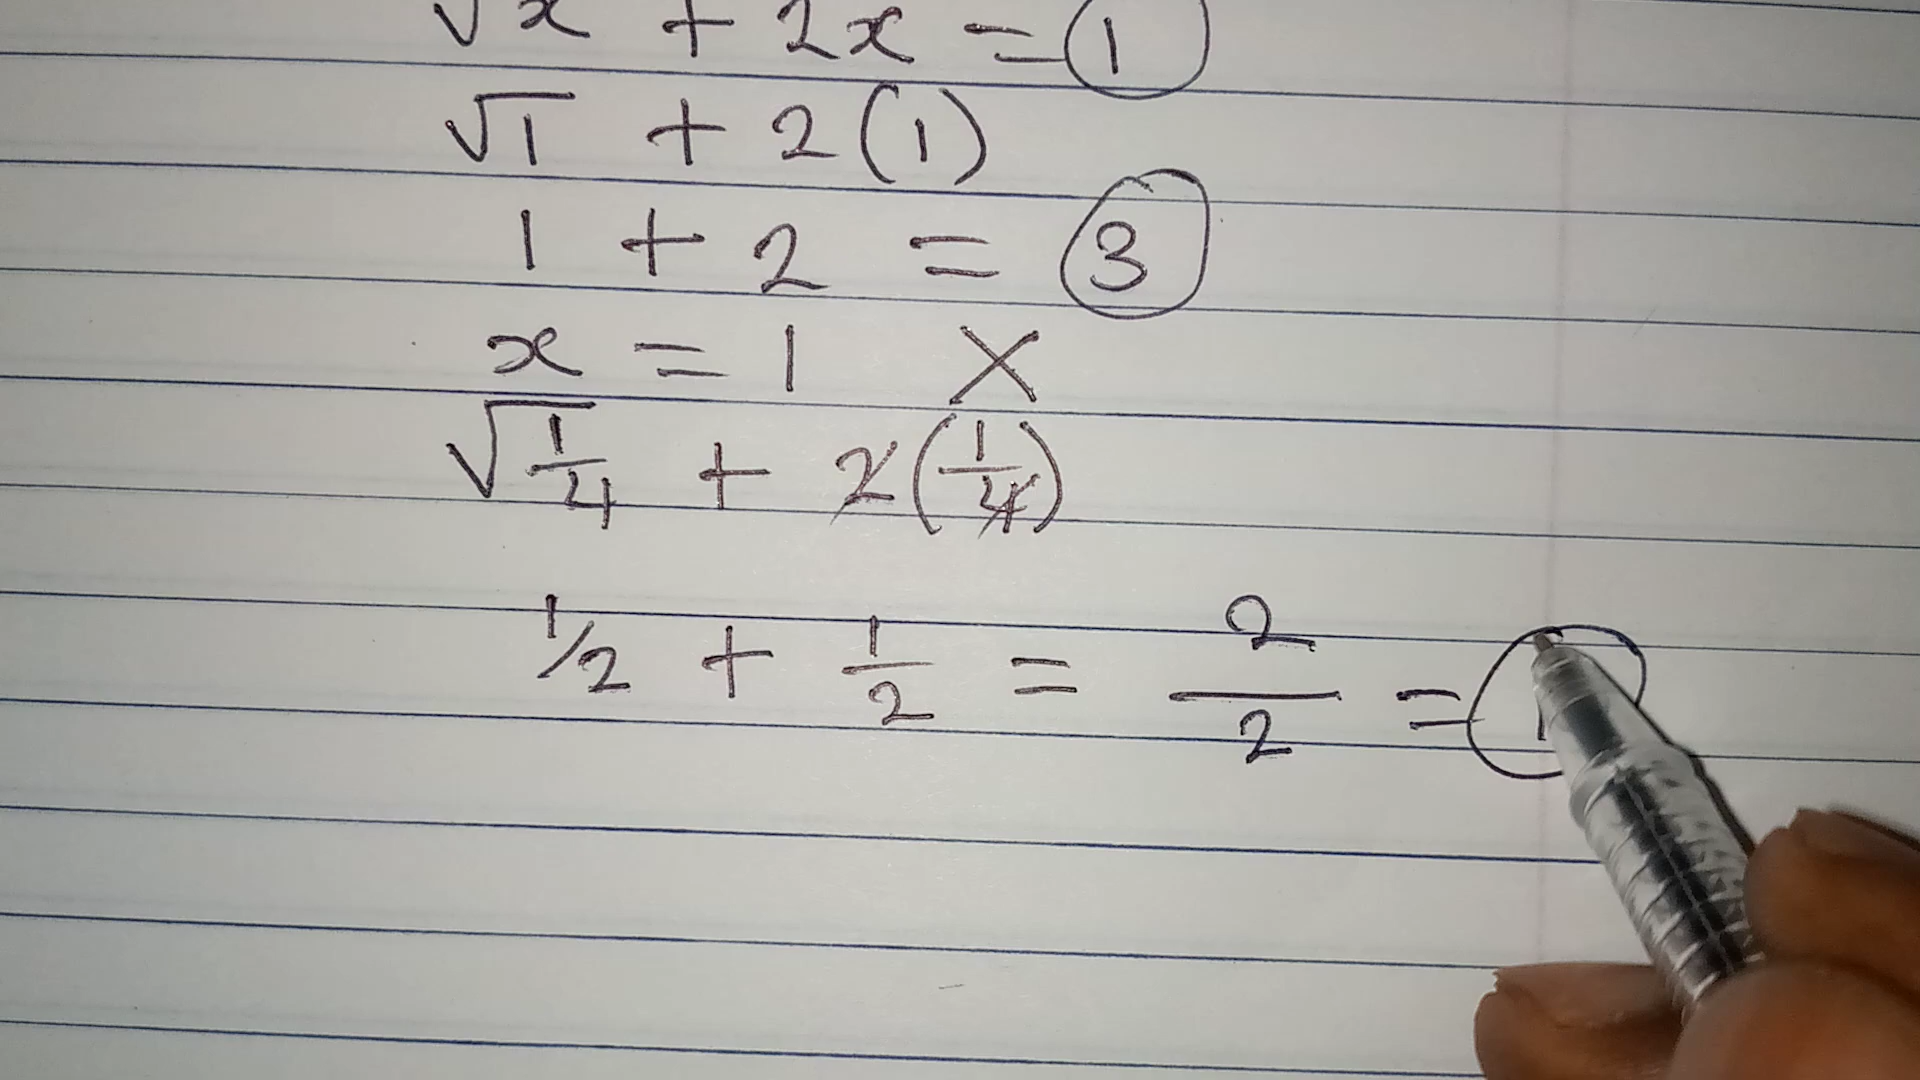 √x + 2x = 1
√1 + 2(1)
1 + 2 = 3
x = 1 X
√1/4 + 2(1/4)
1/2 + 1/2 = 2/2 = 1